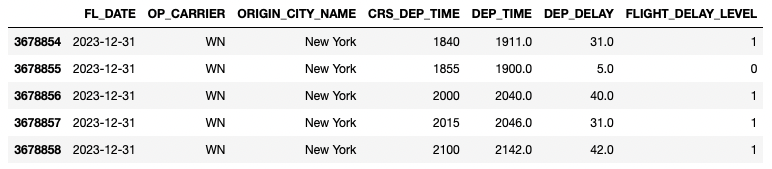 FL_DATE OP_CARRIER ORIGIN_CITY_NAME CRS_DEP_TIME DEP_TIME DEP_DELAY FLIGHT_DELAY_LEVEL
3678854 2023-12-31 WN New York 1840 1911.0 31.0 1
3678855 2023-12-31 WN New York 1855 1900.0 5.0 0
3678856 2023-12-31 WN New York 2000 2040.0 40.0 1
3678857 2023-12-31 WN New York 2015 2046.0 31.0 1
3678858 2023-12-31 WN New York 2100 2142.0 42.0 1